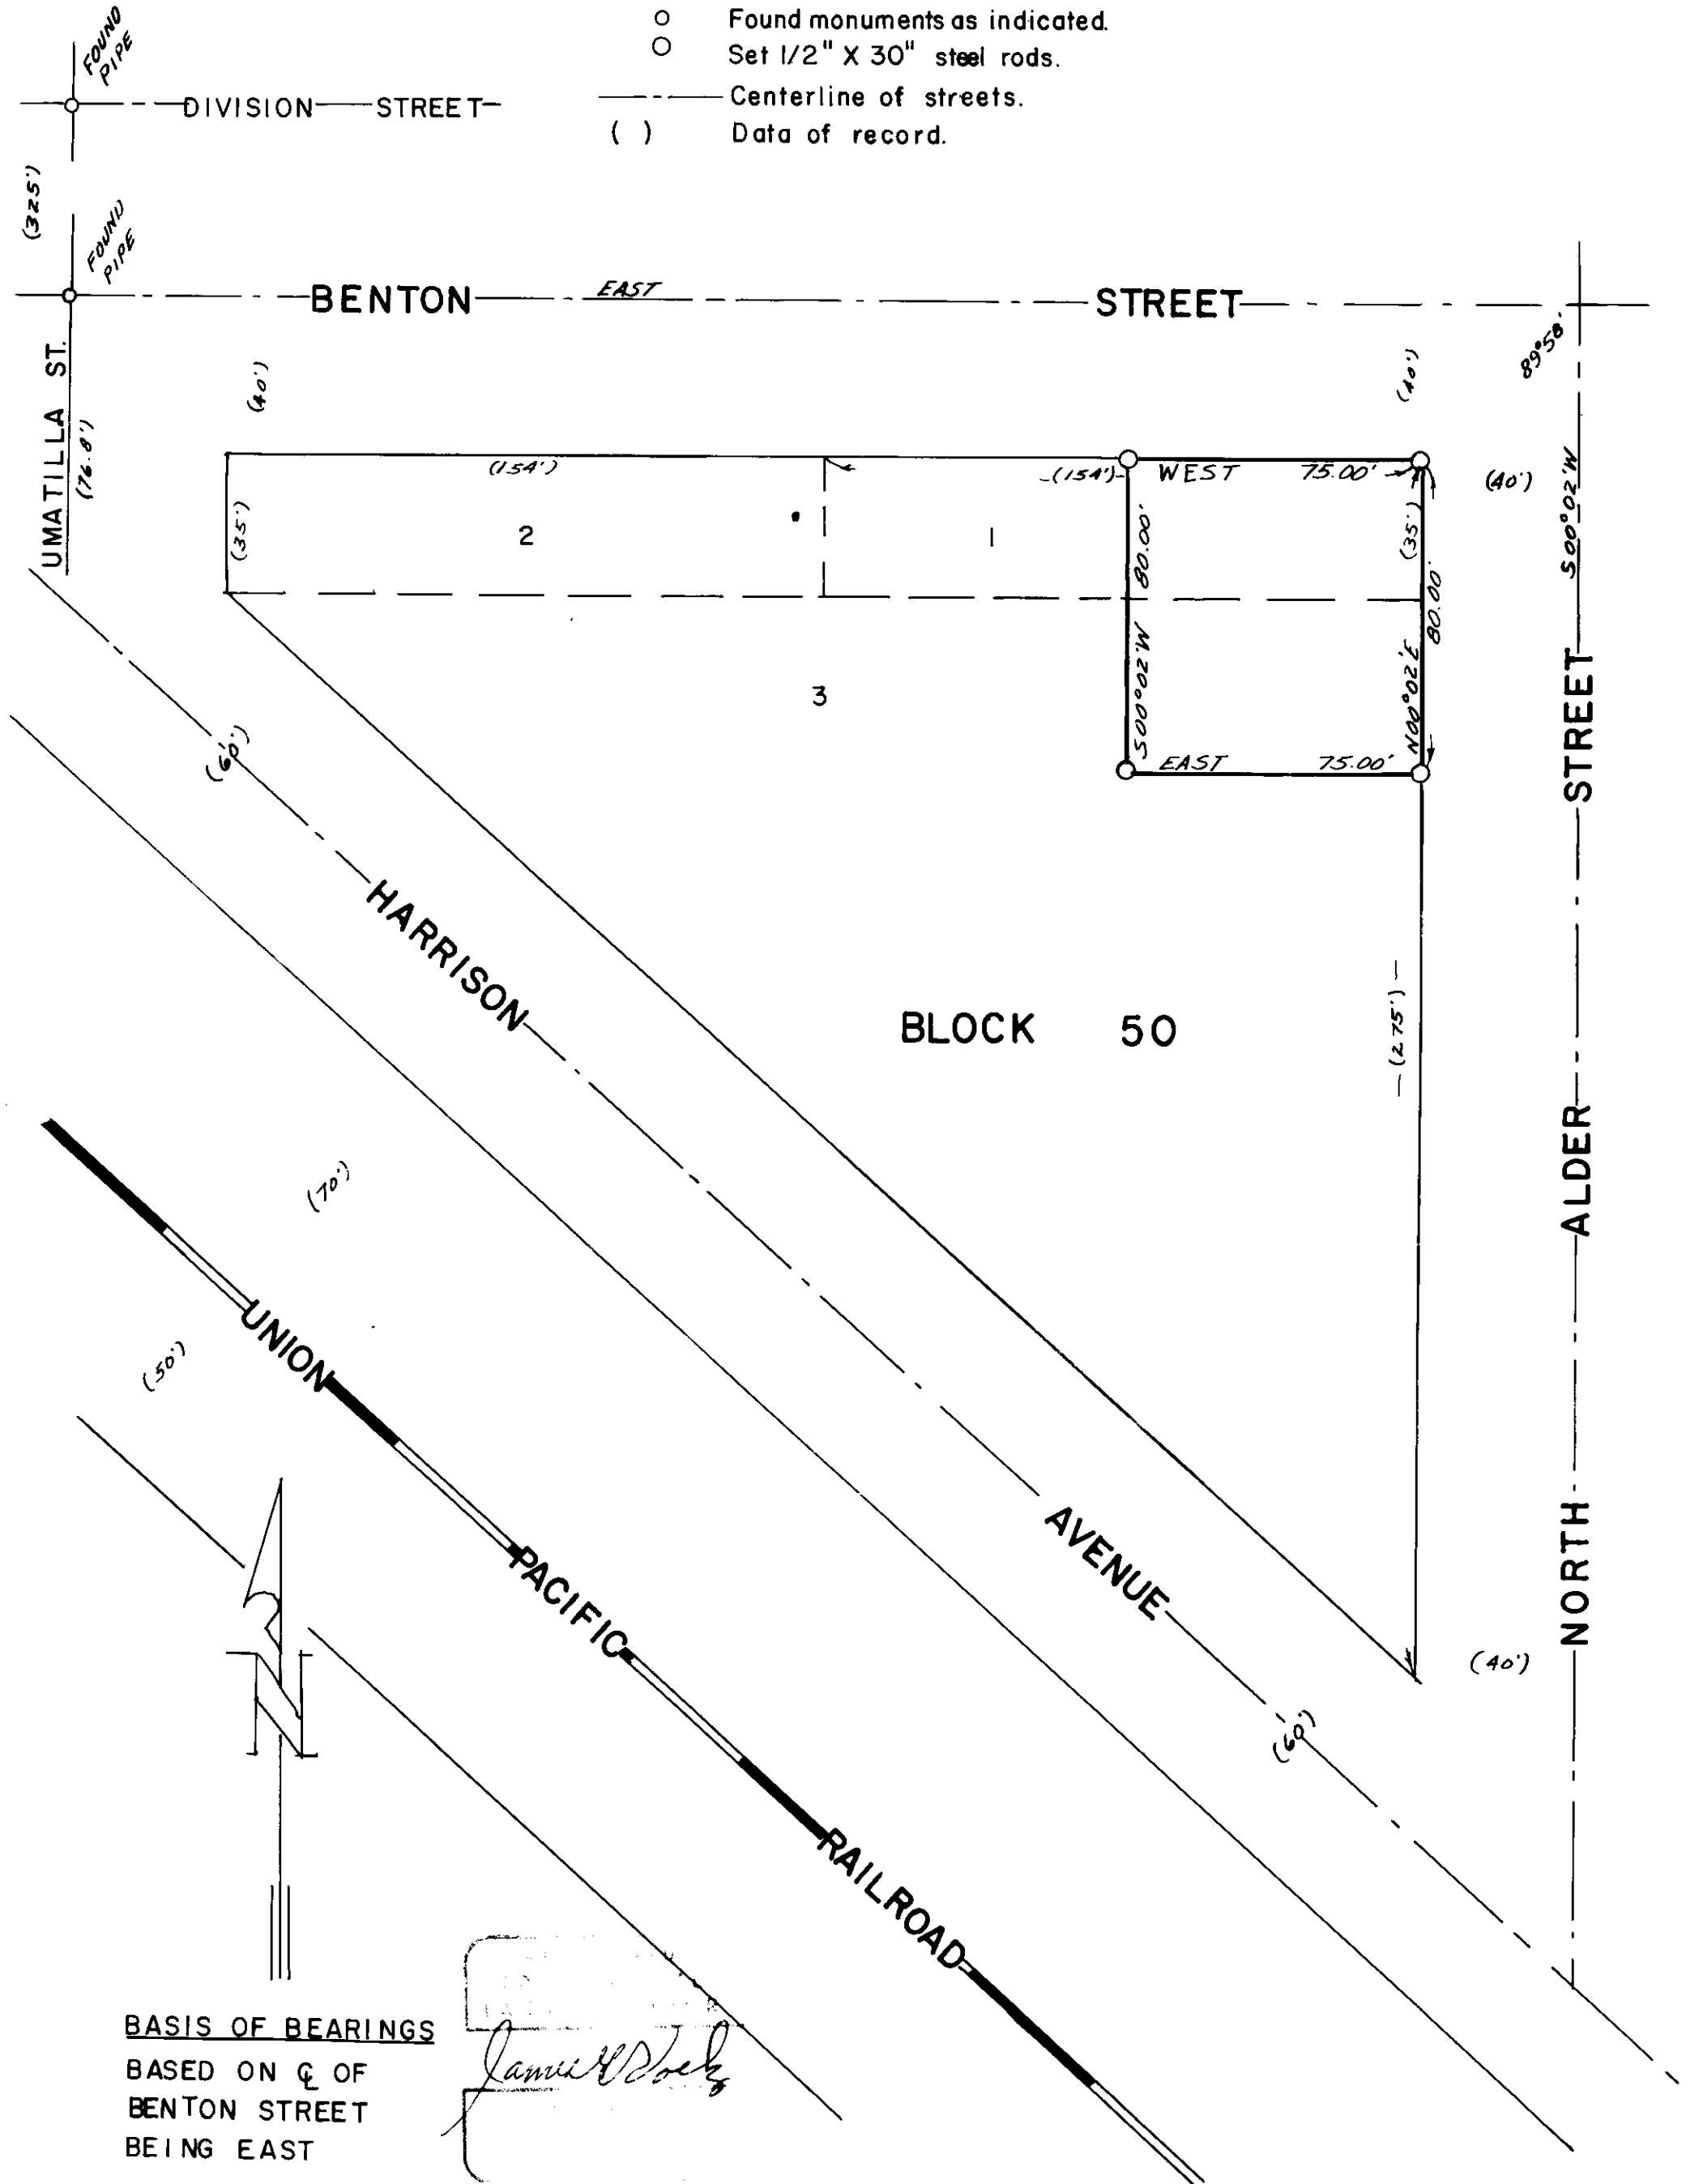 ○ Found monuments as indicated.
○ Set 1/2" X 30" steel rods.
Centerline of streets.
( ) Data of record.
FOUND
PIPE
DIVISION STREET
(325')
FOUND
PIPE
BENTON EAST STREET
89°58'
UMATILLA ST.
(76.8')
(40')
(40')
(154')
(154')
WEST 75.00'
(40')
S00°02'W
(35')
2
1
80.00'
(35')
80.00'
3
S00°02'W
N00°02'E
EAST 75.00'
(60')
HARRISON
AVENUE
BLOCK 50
(275')
NORTH ALDER STREET
(70')
(50')
UNION
PACIFIC
RAILROAD
(40')
(60')
N
BASIS OF BEARINGS
BASED ON ℄ OF
BENTON STREET
BEING EAST